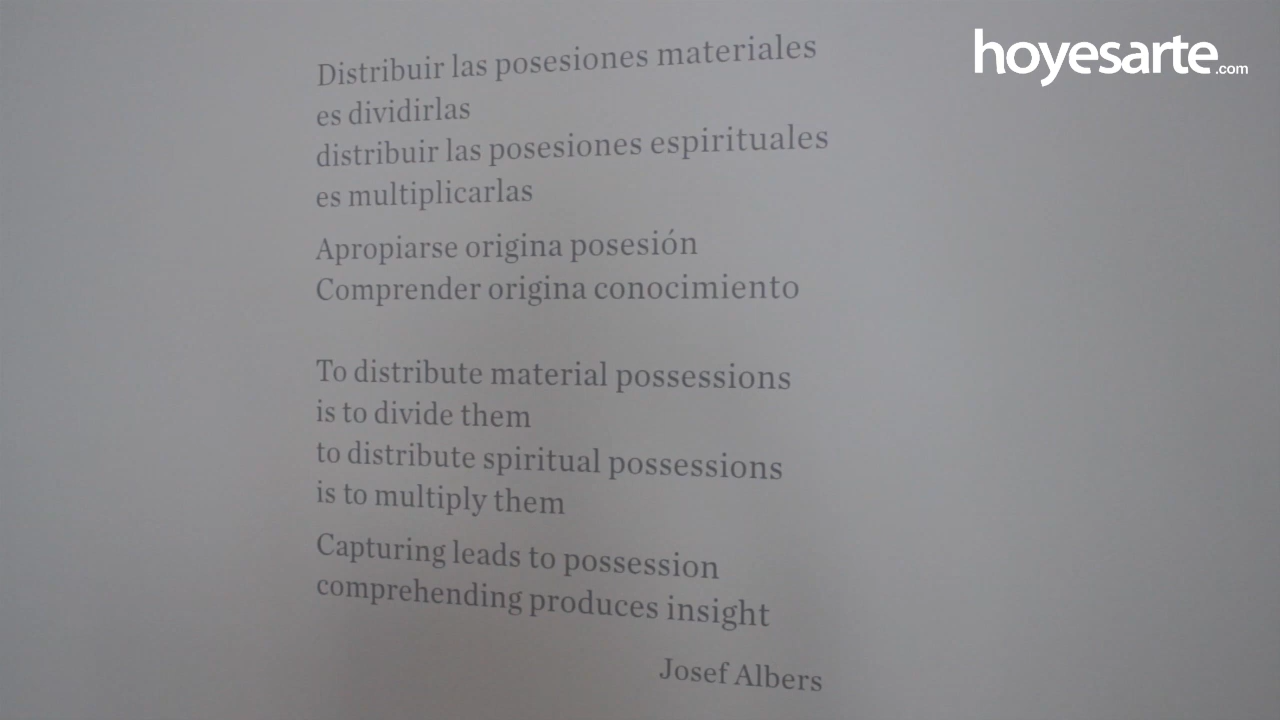 hoyesarte.com
Distribuir las posesiones materiales
es dividirlas
distribuir las posesiones espirituales
es multiplicarlas
Apropiarse origina posesión
Comprender origina conocimiento
To distribute material possessions
is to divide them
to distribute spiritual possessions
is to multiply them
Capturing leads to possession
comprehending produces insight
Josef Albers